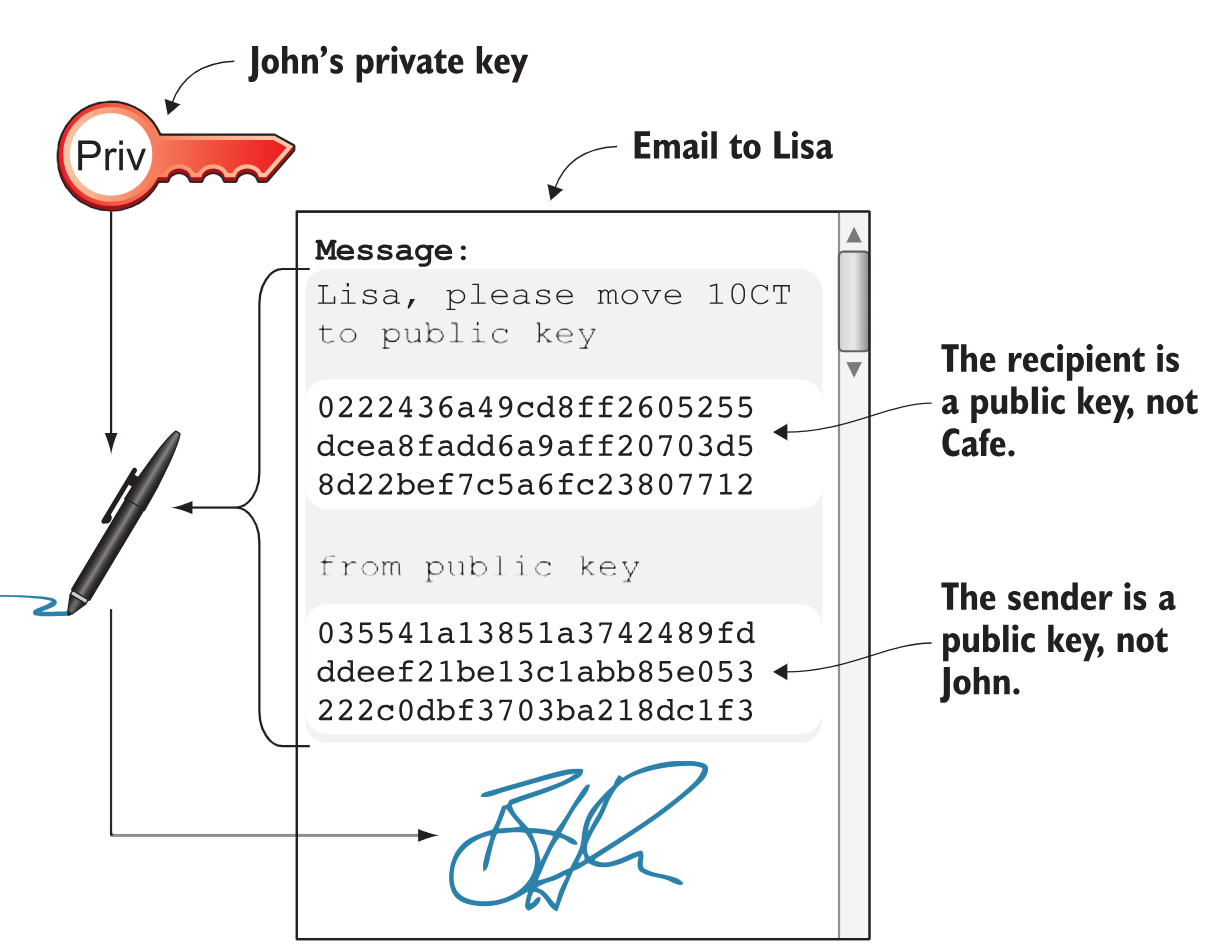 John’s private key
Priv
Email to Lisa
Message:
Lisa, please move 10CT
to public key
0222436a49cd8ff2605255
dcea8fadd6a9aff20703d5
8d22bef7c5a6fc23807712
The recipient is
a public key, not
Cafe.
from public key
035541a13851a3742489fd
ddeef21be13c1abb85e053
222c0dbf3703ba218dc1f3
The sender is a
public key, not
John.